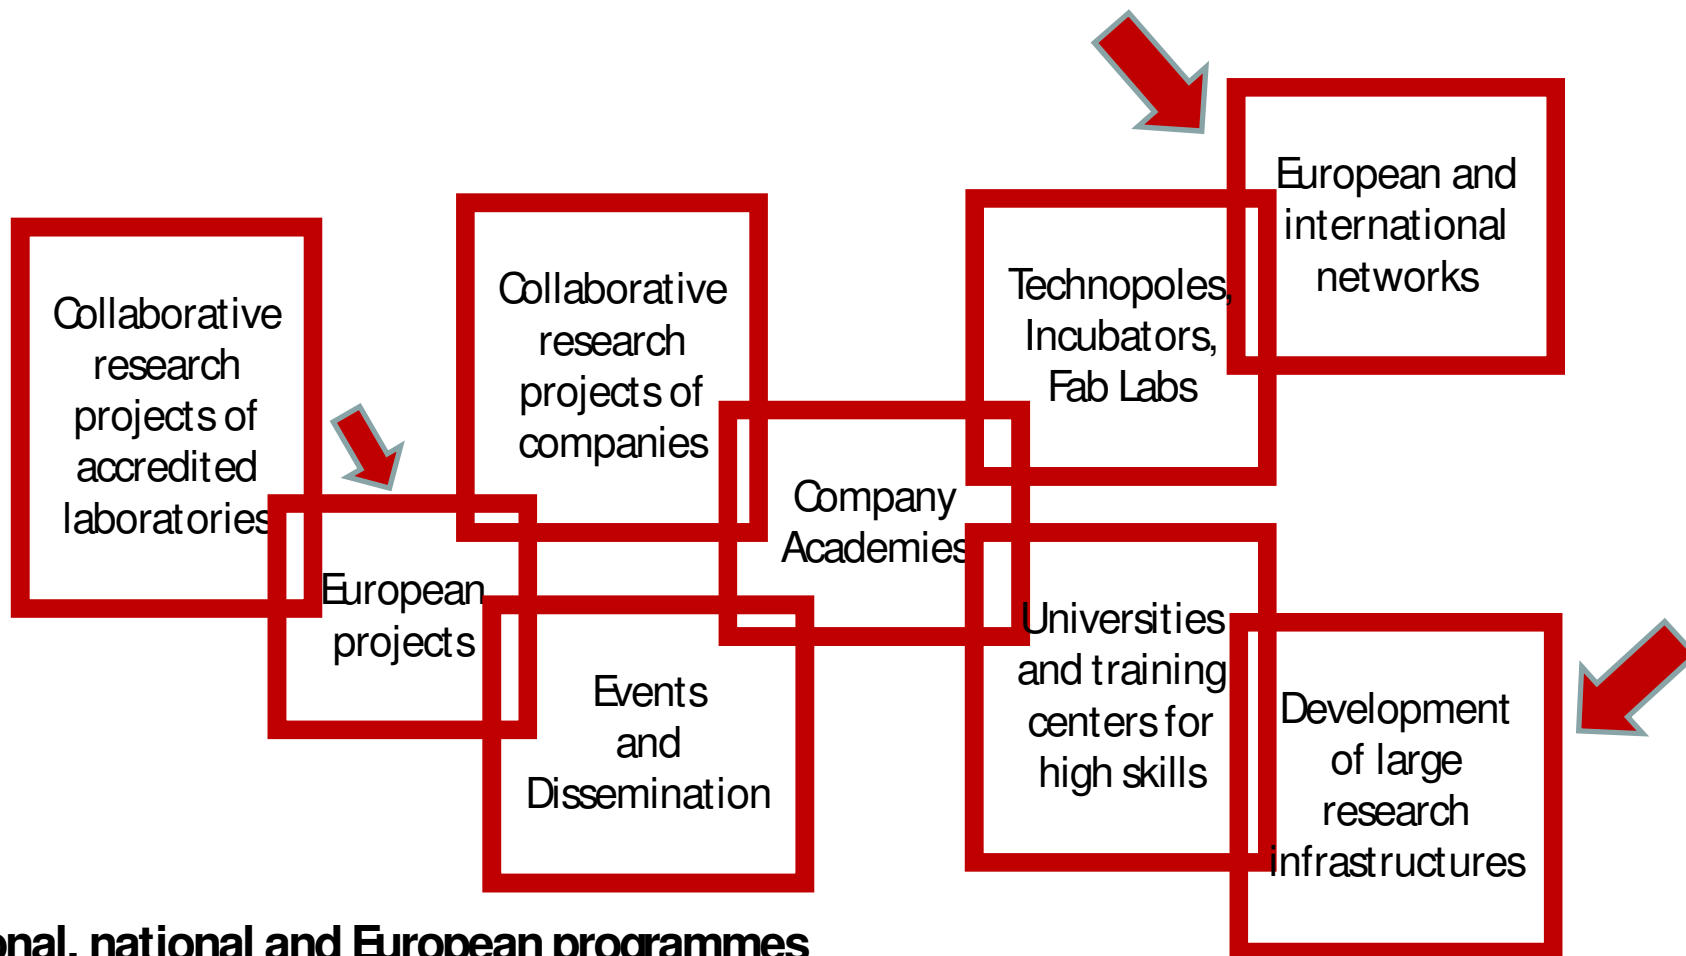 Collaborative
research
projects of
accredited
laboratories
European
projects
Collaborative
research
projects of
companies
Events
and
Dissemination
Company
Academies
Technopoles,
Incubators,
Fab Labs
European and
international
networks
Universities
and training
centers for
high skills
Development
of large
research
infrastructures
national and European programmes